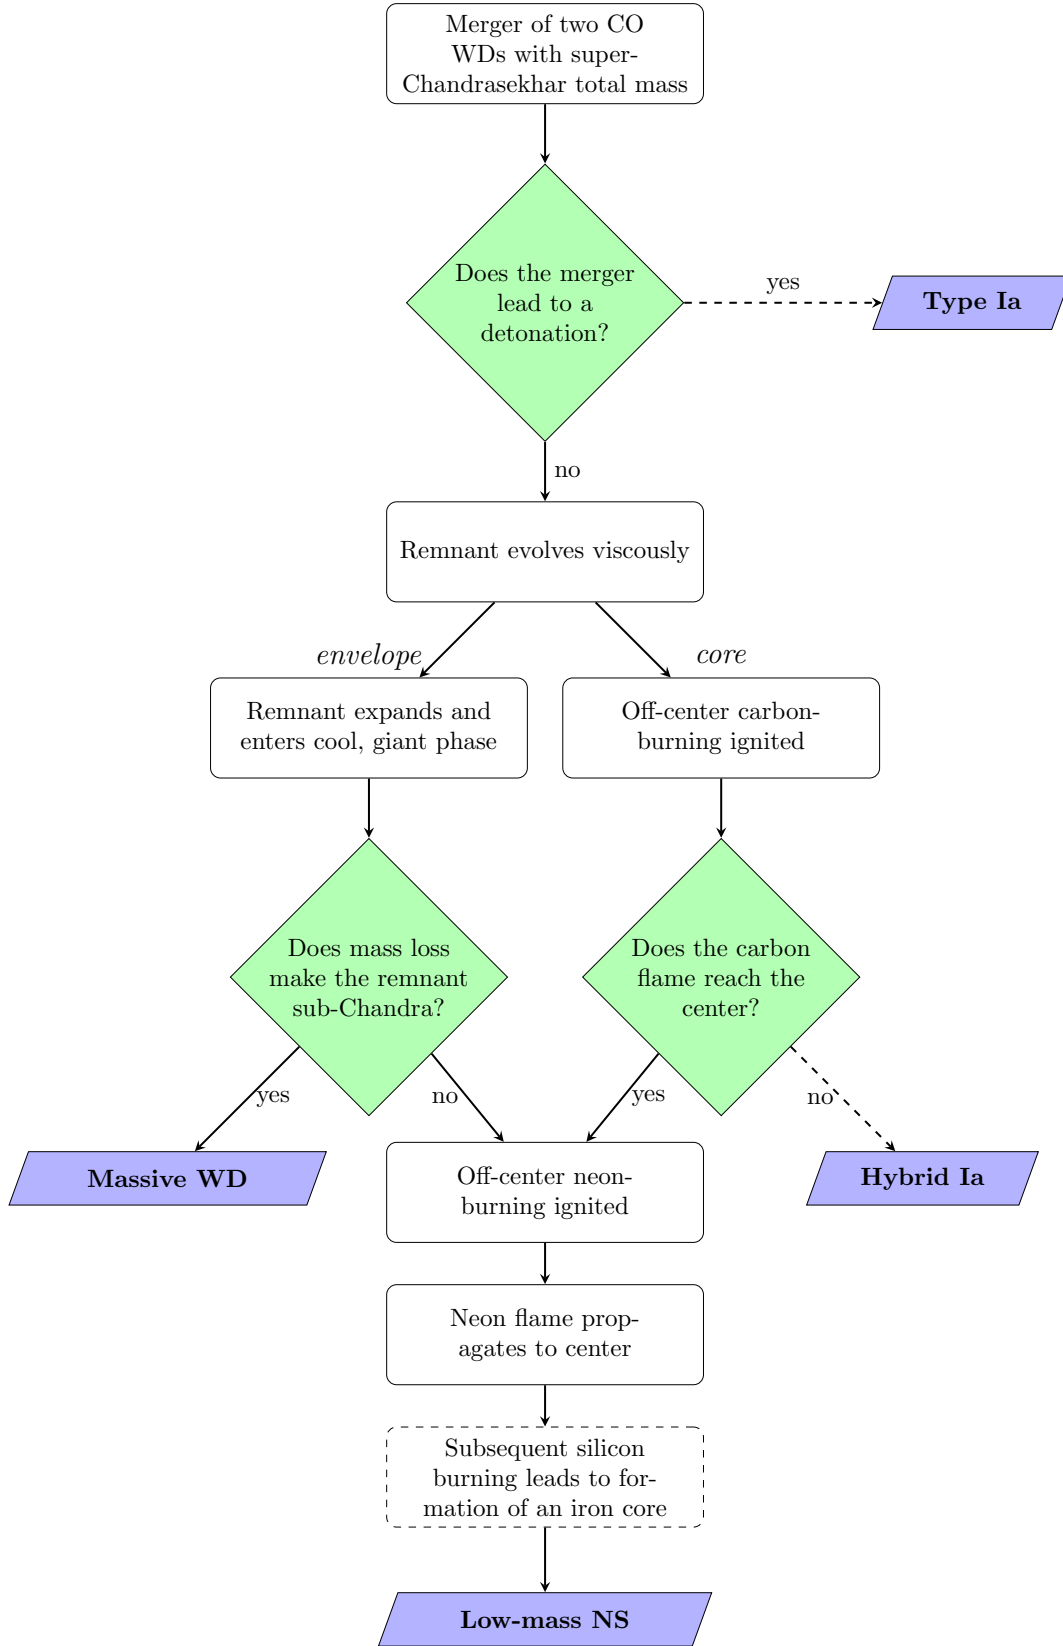 Merger of two CO
WDs with super-
Chandrasekhar total mass
Does the merger
lead to a
detonation?
yes
Type Ia
no
Remnant evolves viscously
envelope
core
Remnant expands and
enters cool, giant phase
Off-center carbon-
burning ignited
Does mass loss
make the remnant
sub-Chandra?
Does the carbon
flame reach the
center?
yes
no
yes
no
Massive WD
Off-center neon-
burning ignited
Hybrid Ia
Neon flame prop-
agates to center
Subsequent silicon
burning leads to for-
mation of an iron core
Low-mass NS